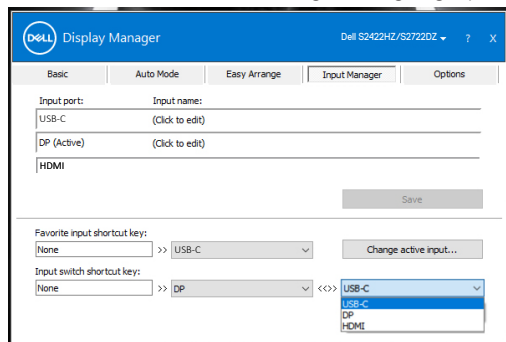 DELL Display Manager Dell S2422HZ/S2722DZ ? X
Basic Auto Mode Easy Arrange Input Manager Options
Input port: Input name:
USB-C (Click to edit)
DP (Active) (Click to edit)
HDMI
Save
Favorite input shortcut key:
None >> USB-C Change active input...
Input switch shortcut key:
None >> DP <<>> USB-C
USB-C
DP
HDMI